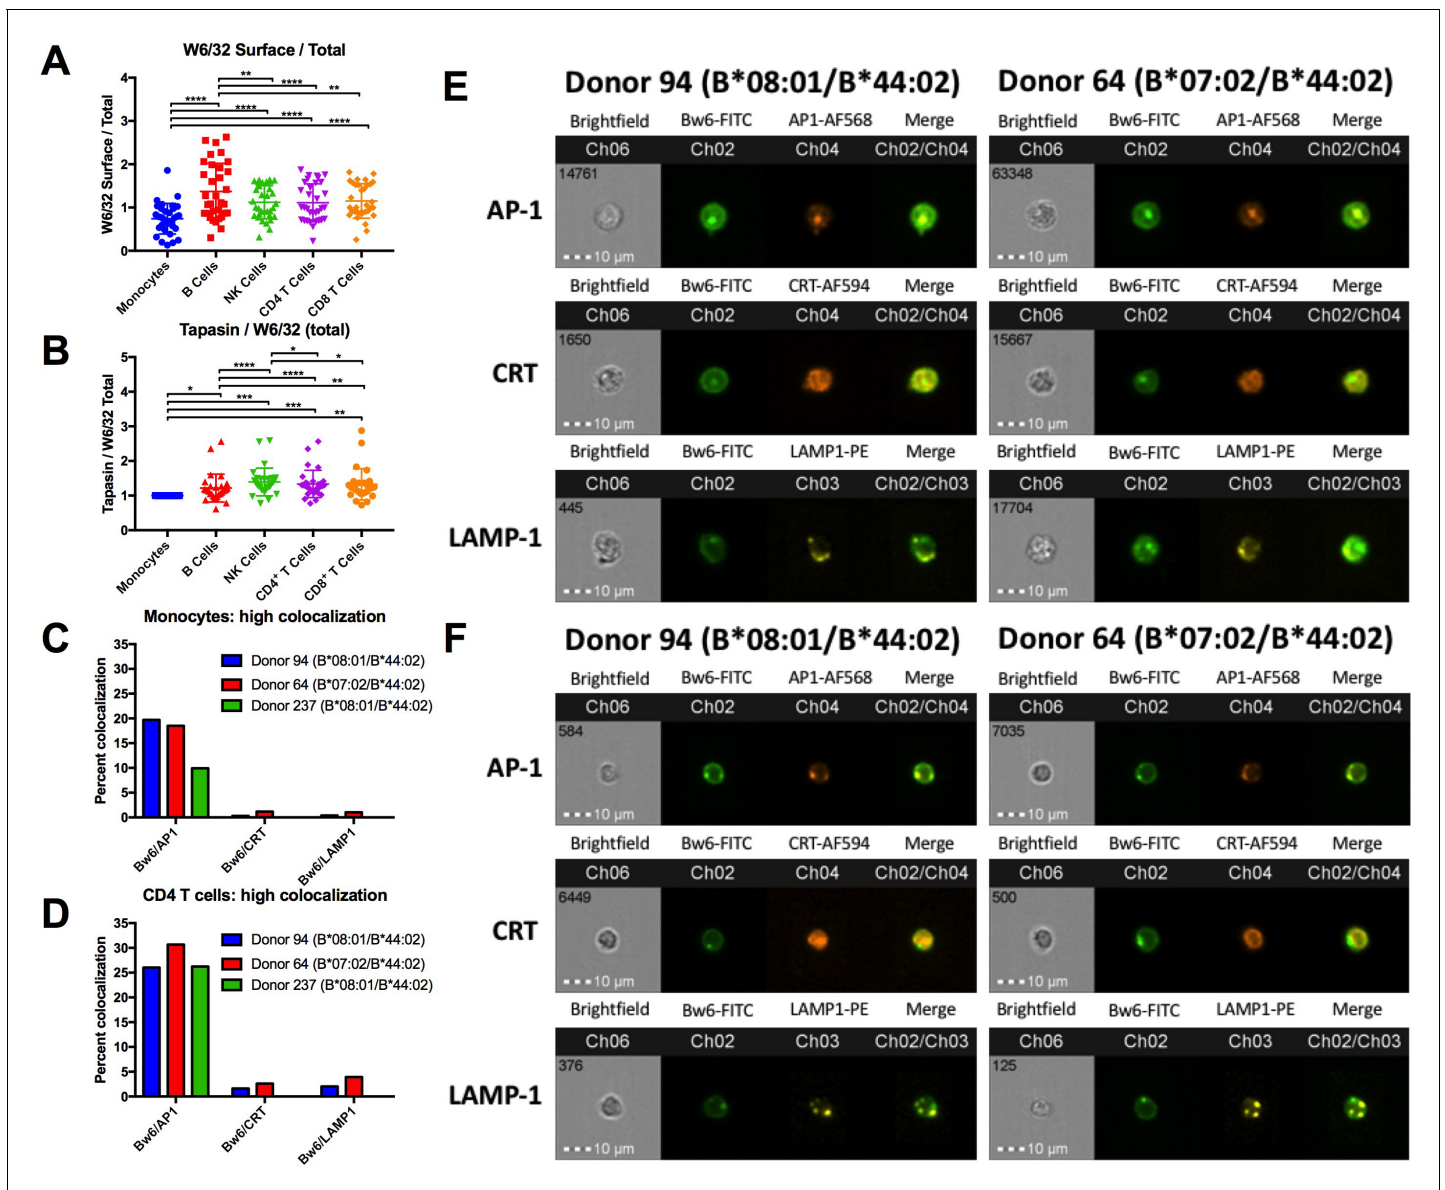 A
W6/32 Surface / Total
W6/32 Surface / Total
4
3
2
1
0
**
****
**
****
****
****
****
Monocytes
B Cells
NK Cells
CD4 T Cells
CD8 T Cells
B
Tapasin / W6/32 (total)
Tapasin / W6/32 Total
5
4
3
2
1
0
*
*
****
****
**
*
***
***
**
Monocytes
B Cells
NK Cells
CD4+ T Cells
CD8+ T Cells
C
Monocytes: high colocalization
Percent colocalization
35
30
25
20
15
10
5
0
Donor 94 (B*08:01/B*44:02)
Donor 64 (B*07:02/B*44:02)
Donor 237 (B*08:01/B*44:02)
Bw6/AP1
Bw6/CRT
Bw6/LAMP1
D
CD4 T cells: high colocalization
Percent colocalization
35
30
25
20
15
10
5
0
Donor 94 (B*08:01/B*44:02)
Donor 64 (B*07:02/B*44:02)
Donor 237 (B*08:01/B*44:02)
Bw6/AP1
Bw6/CRT
Bw6/LAMP1
E
Donor 94 (B*08:01/B*44:02) Donor 64 (B*07:02/B*44:02)
Brightfield Bw6-FITC AP1-AF568 Merge Brightfield Bw6-FITC AP1-AF568 Merge
Ch06 Ch02 Ch04 Ch02/Ch04 Ch06 Ch02 Ch04 Ch02/Ch04
14761 63348
AP-1
10 µm 10 µm
Brightfield Bw6-FITC CRT-AF594 Merge Brightfield Bw6-FITC CRT-AF594 Merge
Ch06 Ch02 Ch04 Ch02/Ch04 Ch06 Ch02 Ch04 Ch02/Ch04
1650 15667
CRT
10 µm 10 µm
Brightfield Bw6-FITC LAMP1-PE Merge Brightfield Bw6-FITC LAMP1-PE Merge
Ch06 Ch02 Ch03 Ch02/Ch03 Ch06 Ch02 Ch03 Ch02/Ch03
445 17704
LAMP-1
10 µm 10 µm
F
Donor 94 (B*08:01/B*44:02) Donor 64 (B*07:02/B*44:02)
Brightfield Bw6-FITC AP1-AF568 Merge Brightfield Bw6-FITC AP1-AF568 Merge
Ch06 Ch02 Ch04 Ch02/Ch04 Ch06 Ch02 Ch04 Ch02/Ch04
584 7035
AP-1
10 µm 10 µm
Brightfield Bw6-FITC CRT-AF594 Merge Brightfield Bw6-FITC CRT-AF594 Merge
Ch06 Ch02 Ch04 Ch02/Ch04 Ch06 Ch02 Ch04 Ch02/Ch04
6449 500
CRT
10 µm 10 µm
Brightfield Bw6-FITC LAMP1-PE Merge Brightfield Bw6-FITC LAMP1-PE Merge
Ch06 Ch02 Ch03 Ch02/Ch03 Ch06 Ch02 Ch03 Ch02/Ch03
376 125
LAMP-1
10 µm 10 µm